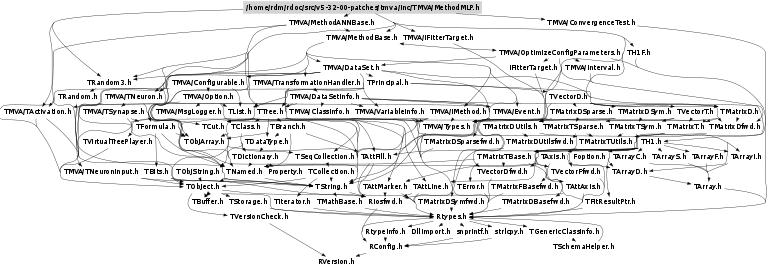 /home/rdm/rdoc/src/v5-32-00-patches/tmva/inc/TMVA/MethodMLP.h
TMVA/MethodANNBase.h TMVA/ConvergenceTest.h
TMVA/MethodBase.h TMVA/IFitterTarget.h
TMVA/OptimizeConfigParameters.h TH1F.h
TMVA/DataSet.h IFitterTarget.h TMVA/Interval.h
TRandom3.h TMVA/Configurable.h TMVA/TransformationHandler.h TPrincipal.h
TRandom.h TMVA/TNeuron.h TMVA/Option.h TMVA/DataSetInfo.h TVectorD.h
TMVA/TActivation.h TMVA/TSynapse.h TMVA/MsgLogger.h TList.h TTree.h TMVA/ClassInfo.h TMVA/VariableInfo.h TMVA/IMethod.h TMVA/Event.h TMatrixDSparse.h TMatrixDSym.h TVectorT.h TMatrixD.h
TFormula.h TCut.h TClass.h TBranch.h TMVA/Types.h TMatrixDUtils.h TMatrixTSparse.h TMatrixTSym.h TMatrixT.h TMatrixDfwd.h
TVirtualTreePlayer.h TObjArray.h TDataType.h TMatrixDSparsefwd.h TMatrixDUtilsfwd.h TMatrixTUtils.h TH1.h
TDictionary.h TSeqCollection.h TAttFill.h TMatrixTBase.h TAxis.h Foption.h TArrayC.h TArrayS.h TArrayF.h TArrayI.h
TMVA/TNeuronInput.h TBits.h TObjString.h TNamed.h Property.h TCollection.h TVectorDfwd.h TVectorFfwd.h TArrayD.h
TObject.h TString.h TAttMarker.h TAttLine.h TError.h TMatrixFBasefwd.h TAttAxis.h TArray.h
TBuffer.h TStorage.h TIterator.h TMathBase.h Riosfwd.h TMatrixDSymfwd.h TMatrixDBasefwd.h TFitResultPtr.h
TVersionCheck.h Rtypes.h
RtypeInfo.h DllImport.h snprintf.h strlcpy.h TGenericClassInfo.h
RConfig.h TSchemaHelper.h
RVersion.h